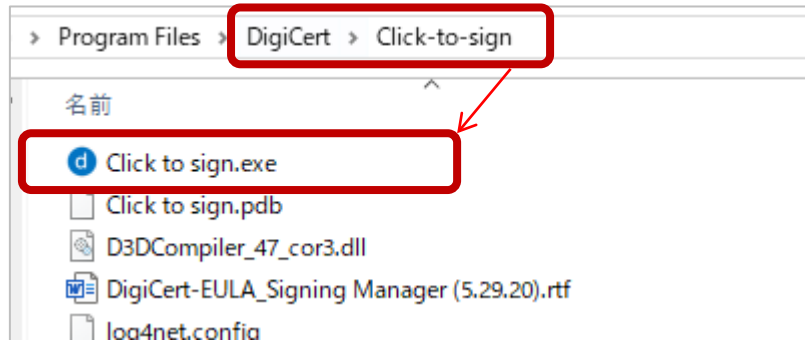 > Program Files > DigiCert > Click-to-sign
名前
Click to sign.exe
Click to sign.pdb
D3DCompiler_47_cor3.dll
DigiCert-EULA_Signing Manager (5.29.20).rtf
log4net.config